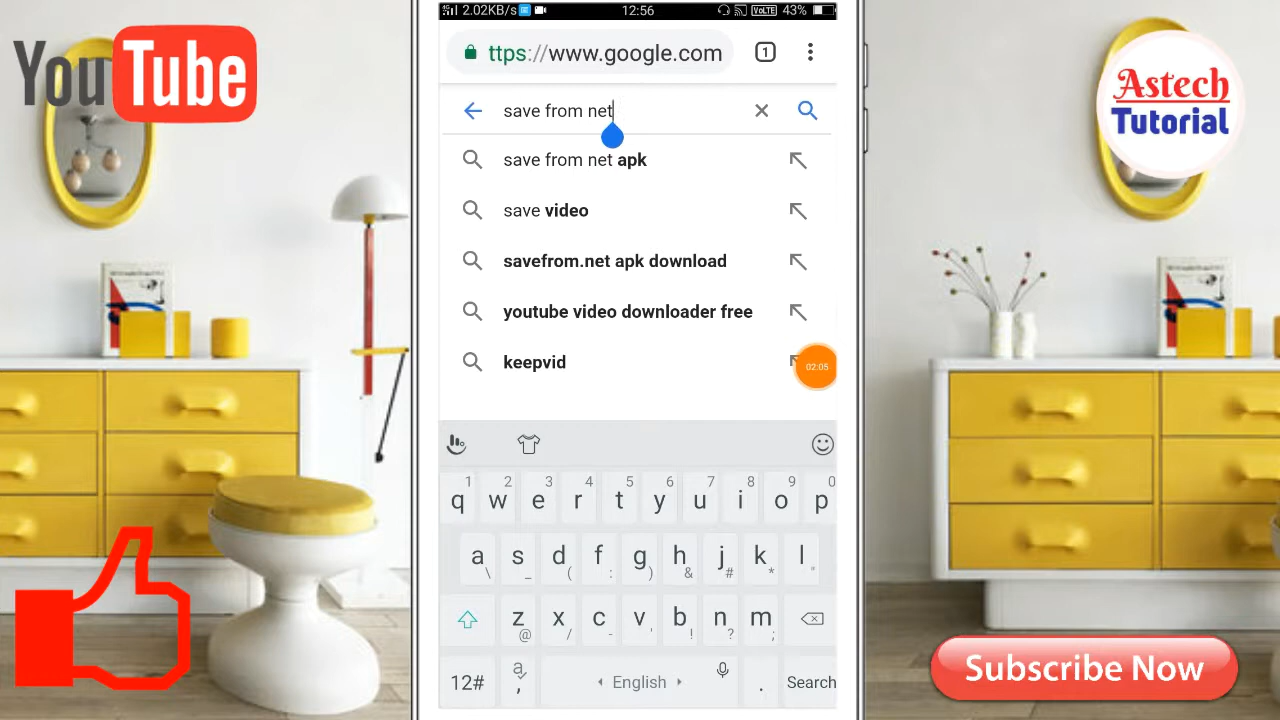 YouTube
Astech
Tutorial
2.02KB/s
12:56
VoLTE
43%
ttps://www.google.com
1
save from net
save from net apk
save video
savefrom.net apk download
youtube video downloader free
keepvid
02:05
1 2 3 4 5 6 7 8 9 0
q w e r t y u i o p
a s d f g h j k l
\ _ ( : ) & # * "
z x c v b n m
@ / - ' ! ? ;
12# , English . Search
Subscribe Now